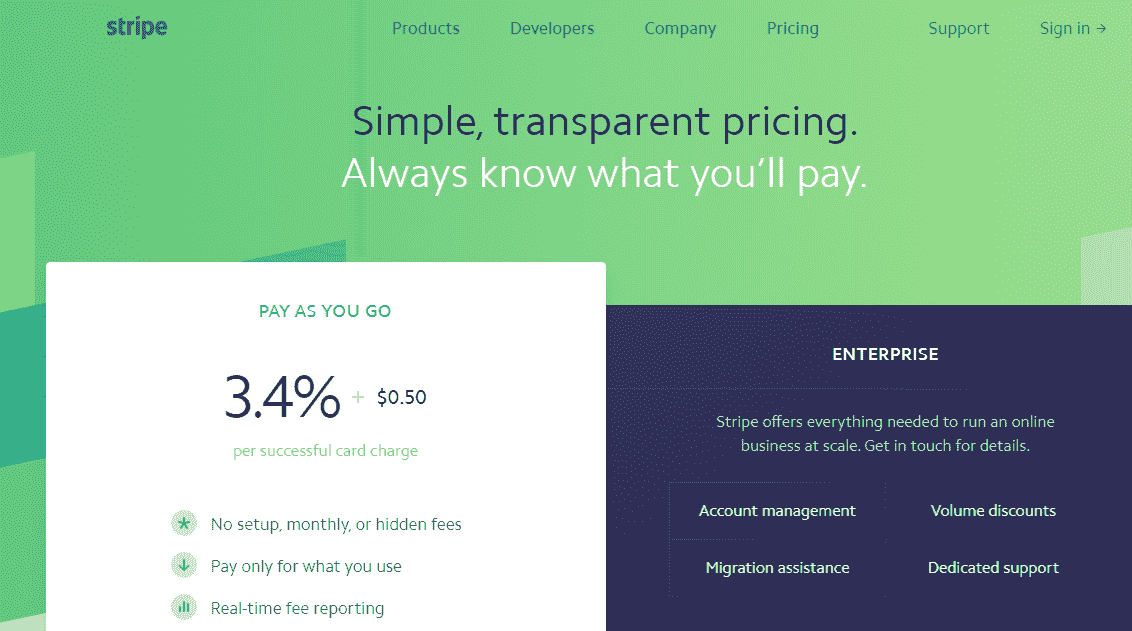 stripe Products Developers Company Pricing Support Sign in →
Simple, transparent pricing.
Always know what you’ll pay.
PAY AS YOU GO
3.4% + $0.50
per successful card charge
No setup, monthly, or hidden fees
Pay only for what you use
Real-time fee reporting
ENTERPRISE
Stripe offers everything needed to run an online
business at scale. Get in touch for details.
Account management Volume discounts
Migration assistance Dedicated support